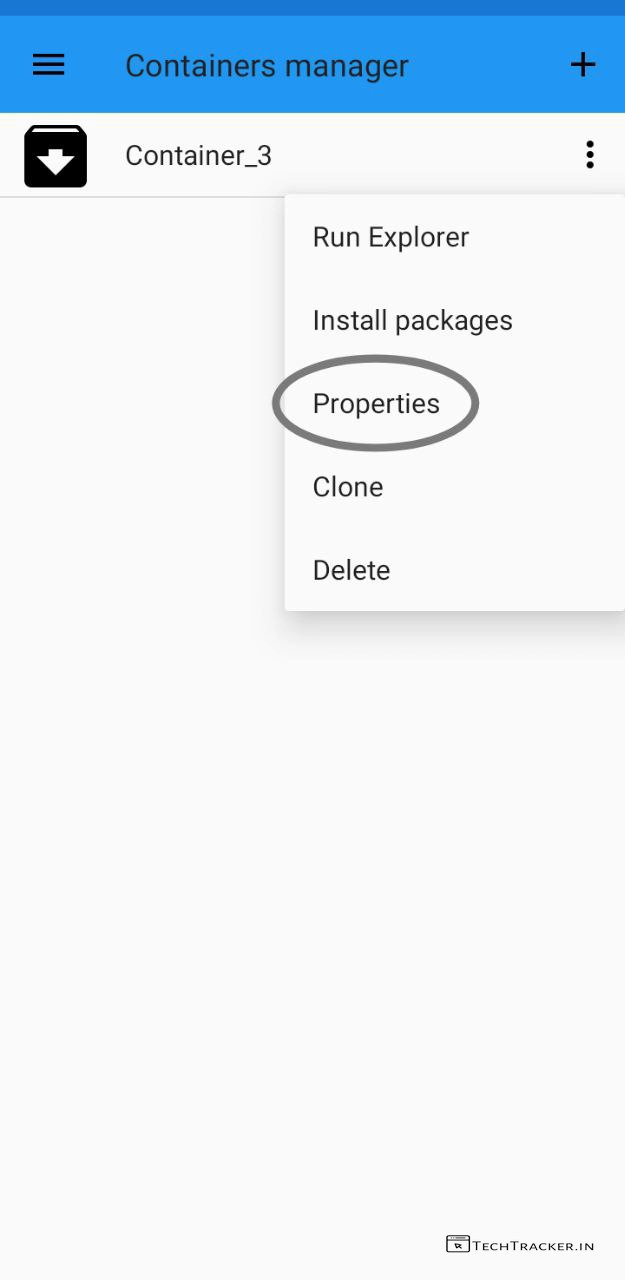 Containers manager
Container_3
Run Explorer
Install packages
Properties
Clone
Delete
TECHTRACKER.IN